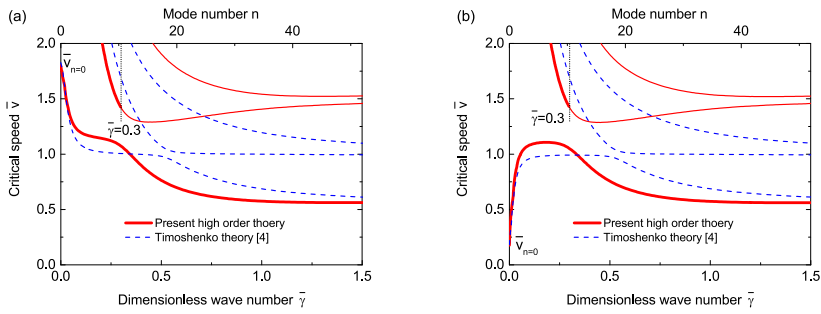 (a)
Mode number n
0 20 40
2.0
1.5
1.0
0.5
0.0
Critical speed v̄
v̄n=0
γ̄=0.3
Present high order thoery
Timoshenko theory [4]
0.0 0.5 1.0 1.5
Dimensionless wave number γ̄
(b)
Mode number n
0 20 40
2.0
1.5
1.0
0.5
0.0
Critical speed v̄
γ̄=0.3
v̄n=0
Present high order thoery
Timoshenko theory [4]
0.0 0.5 1.0 1.5
Dimensionless wave number γ̄